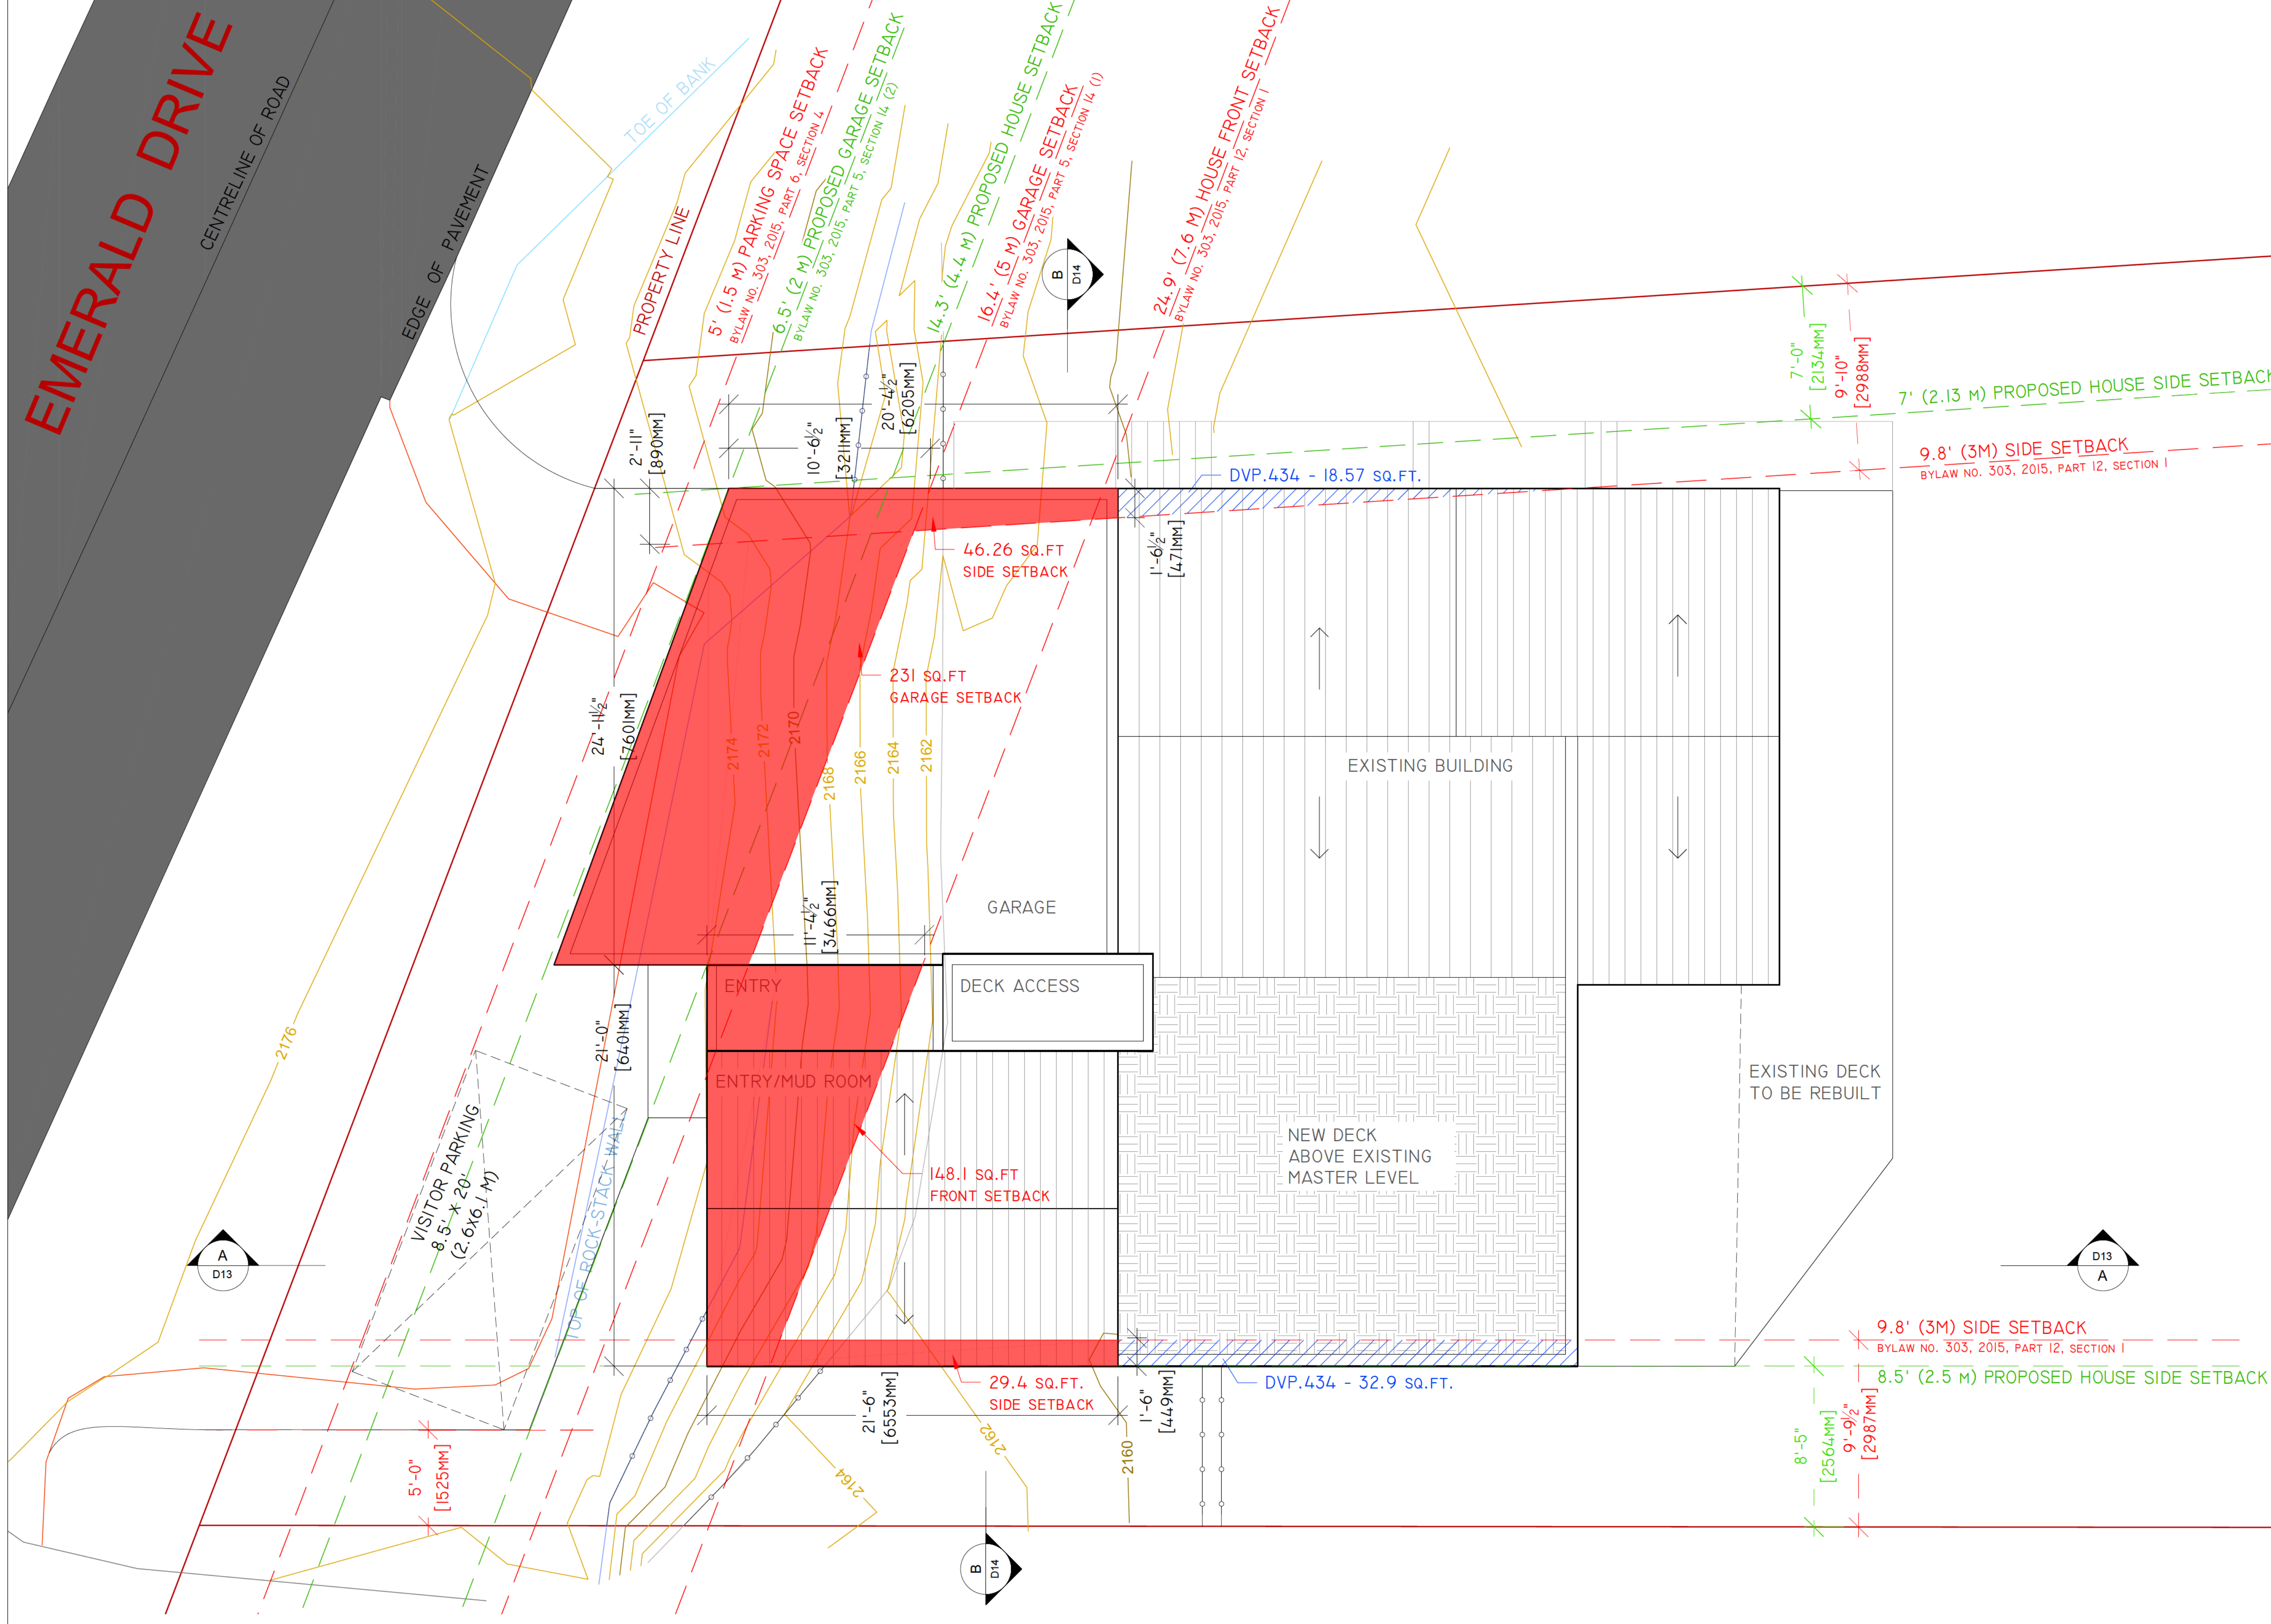 EMERALD DRIVE
CENTRELINE OF ROAD
EDGE OF PAVEMENT
TOE OF BANK
PROPERTY LINE
5' (1.5 M) PARKING SPACE SETBACK
BYLAW NO. 303, 2015, PART 6, SECTION 4
6.5' (2 M) PROPOSED GARAGE SETBACK
BYLAW NO. 303, 2015, PART 5, SECTION 14 (2)
14.3' (4.4 M) PROPOSED HOUSE SETBACK
16.4' (5 M) GARAGE SETBACK
BYLAW NO. 303, 2015, PART 5, SECTION 14 (1)
24.9' (7.6 M) HOUSE FRONT SETBACK
BYLAW NO. 303, 2015, PART 12, SECTION 1
B
D14
7'-0"
[2134MM]
9'-10"
[2988MM]
7' (2.13 M) PROPOSED HOUSE SIDE SETBACK
9.8' (3M) SIDE SETBACK
BYLAW NO. 303, 2015, PART 12, SECTION 1
2'-11"
[890MM]
10'-6½"
[3211MM]
20'-4½"
[6205MM]
DVP.434 - 18.57 SQ.FT.
1'-6½"
[471MM]
46.26 SQ.FT
SIDE SETBACK
231 SQ.FT
GARAGE SETBACK
24'-11½"
[7601MM]
2174
2172
2170
2168
2166
2164
2162
EXISTING BUILDING
11'-4½"
[3466MM]
GARAGE
ENTRY
DECK ACCESS
21'-0"
[6401MM]
2176
ENTRY/MUD ROOM
EXISTING DECK
TO BE REBUILT
NEW DECK
ABOVE EXISTING
MASTER LEVEL
148.1 SQ.FT
FRONT SETBACK
VISITOR PARKING
8.5' x 20'
(2.6X6.1 M)
TOP OF ROCK-STACK WALL
A
D13
D13
A
9.8' (3M) SIDE SETBACK
BYLAW NO. 303, 2015, PART 12, SECTION 1
8.5' (2.5 M) PROPOSED HOUSE SIDE SETBACK
29.4 SQ.FT.
SIDE SETBACK
DVP.434 - 32.9 SQ.FT.
21'-6"
[6553MM]
1'-6"
[449MM]
8'-5"
[2564MM]
9'-9½"
[2987MM]
5'-0"
[1525MM]
2164
2162
2160
B
D14